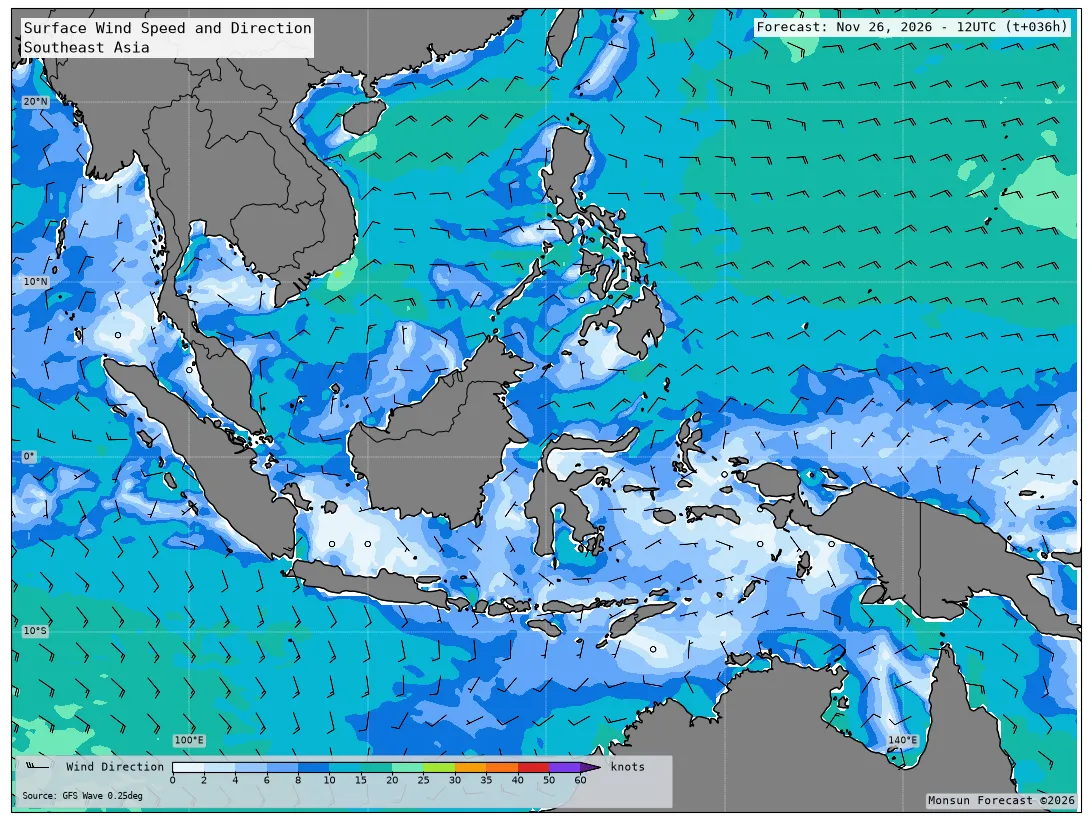 Surface Wind Speed and Direction
Southeast Asia
Forecast: Nov 26, 2026 - 12UTC (t+036h)
20°N
10°N
0°
10°S
100°E
140°E
Wind Direction
knots
0 2 4 6 8 10 15 20 25 30 35 40 50 60
Source: GFS Wave 0.25deg
Monsun Forecast ©2026